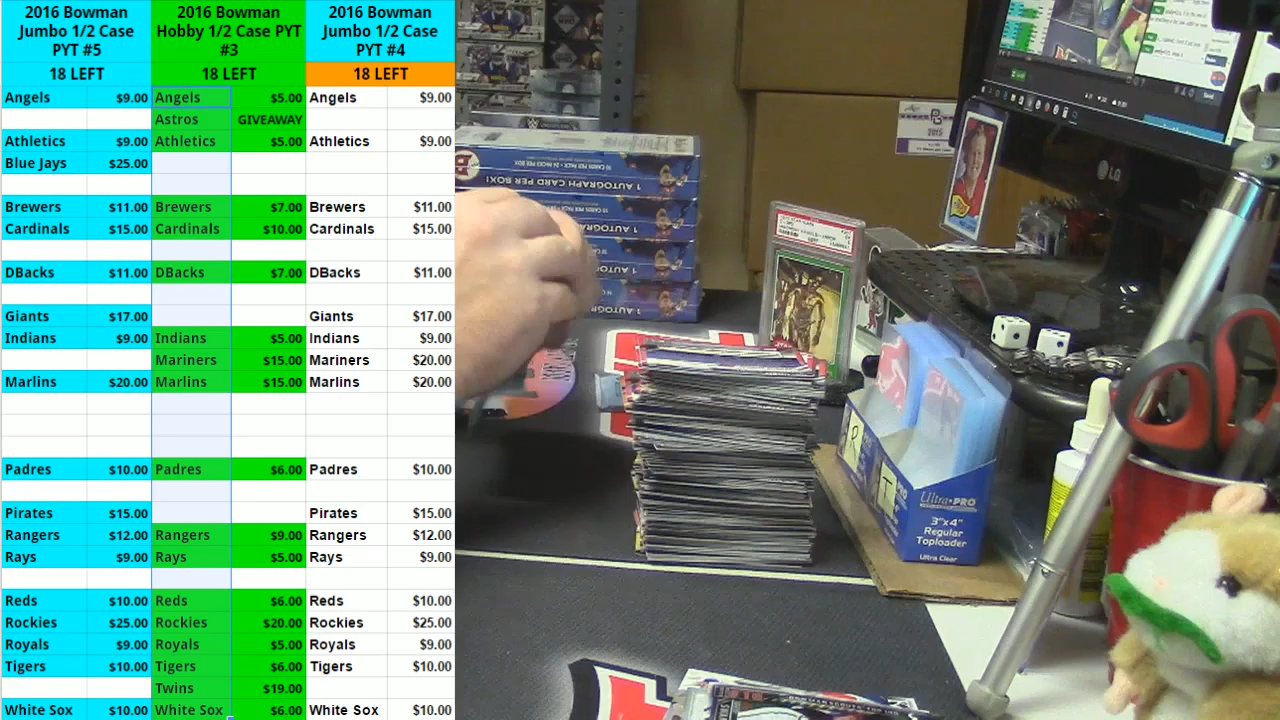 2016 Bowman Jumbo 1/2 Case PYT #5
2016 Bowman Hobby 1/2 Case PYT #3
2016 Bowman Jumbo 1/2 Case PYT #4
18 LEFT 18 LEFT 18 LEFT
Angels $9.00 Angels $5.00 Angels $9.00
Astros GIVEAWAY
Athletics $9.00 Athletics $5.00 Athletics $9.00
Blue Jays $25.00
Brewers $11.00 Brewers $7.00 Brewers $11.00
Cardinals $15.00 Cardinals $10.00 Cardinals $15.00
DBacks $11.00 DBacks $7.00 DBacks $11.00
Giants $17.00 Giants $17.00
Indians $9.00 Indians $5.00 Indians $9.00
Mariners $15.00 Mariners $20.00
Marlins $20.00 Marlins $15.00 Marlins $20.00
Padres $10.00 Padres $6.00 Padres $10.00
Pirates $15.00 Pirates $15.00
Rangers $12.00 Rangers $9.00 Rangers $12.00
Rays $9.00 Rays $5.00 Rays $9.00
Reds $10.00 Reds $6.00 Reds $10.00
Rockies $25.00 Rockies $20.00 Rockies $25.00
Royals $9.00 Royals $5.00 Royals $9.00
Tigers $10.00 Tigers $6.00 Tigers $10.00
Twins $19.00
White Sox $10.00 White Sox $6.00 White Sox $10.00
1 AUTOGRAPH CARD PER BOX!
1 AUTOGRAPH
AUTOGRA
1 AUTOGRA
1 AUTOGR
LG
R
T
Ultra·PRO
3"x4"
Regular
Toploader
Ultra Clear